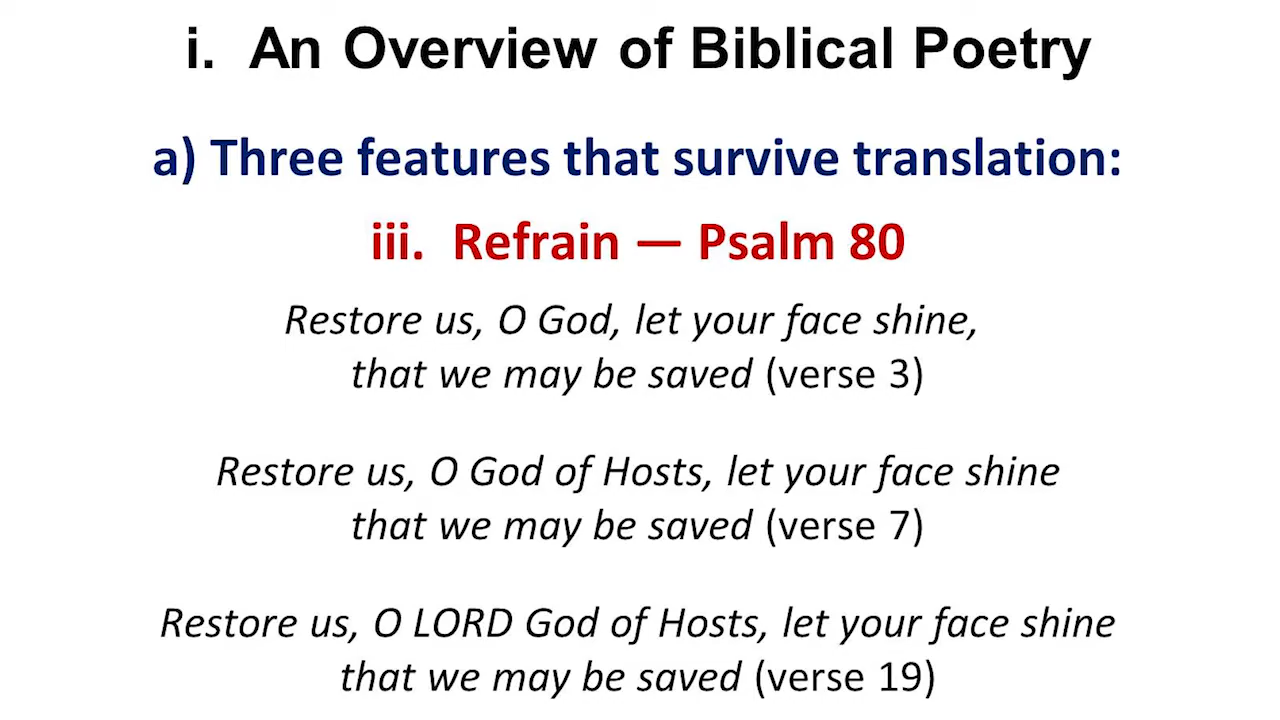 i. An Overview of Biblical Poetry
a) Three features that survive translation:
iii. Refrain — Psalm 80
Restore us, O God, let your face shine,
that we may be saved (verse 3)
Restore us, O God of Hosts, let your face shine
that we may be saved (verse 7)
Restore us, O LORD God of Hosts, let your face shine
that we may be saved (verse 19)